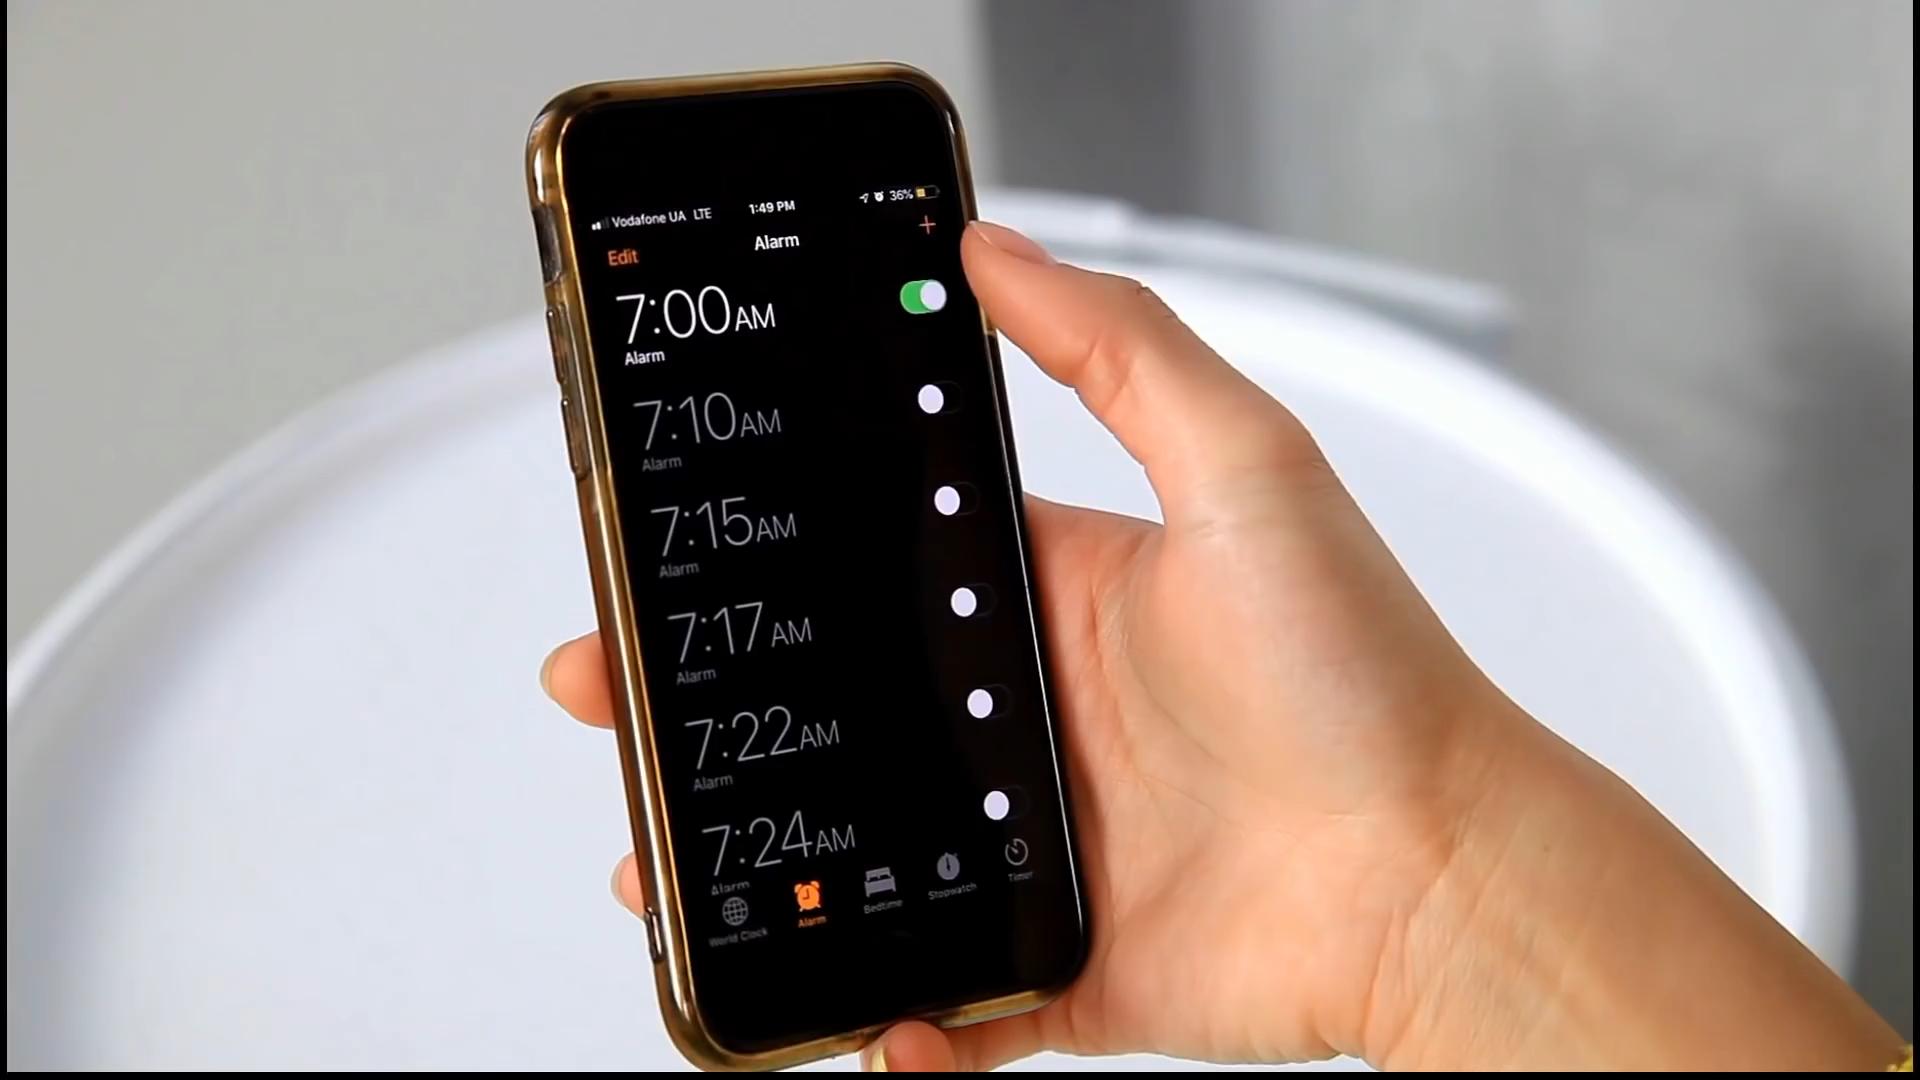 Vodafone UA LTE 1:49 PM 36%
Edit Alarm +
7:00AM
Alarm
7:10AM
Alarm
7:15AM
Alarm
7:17AM
Alarm
7:22AM
Alarm
7:24AM
Alarm
World Clock Alarm Bedtime Stopwatch Timer